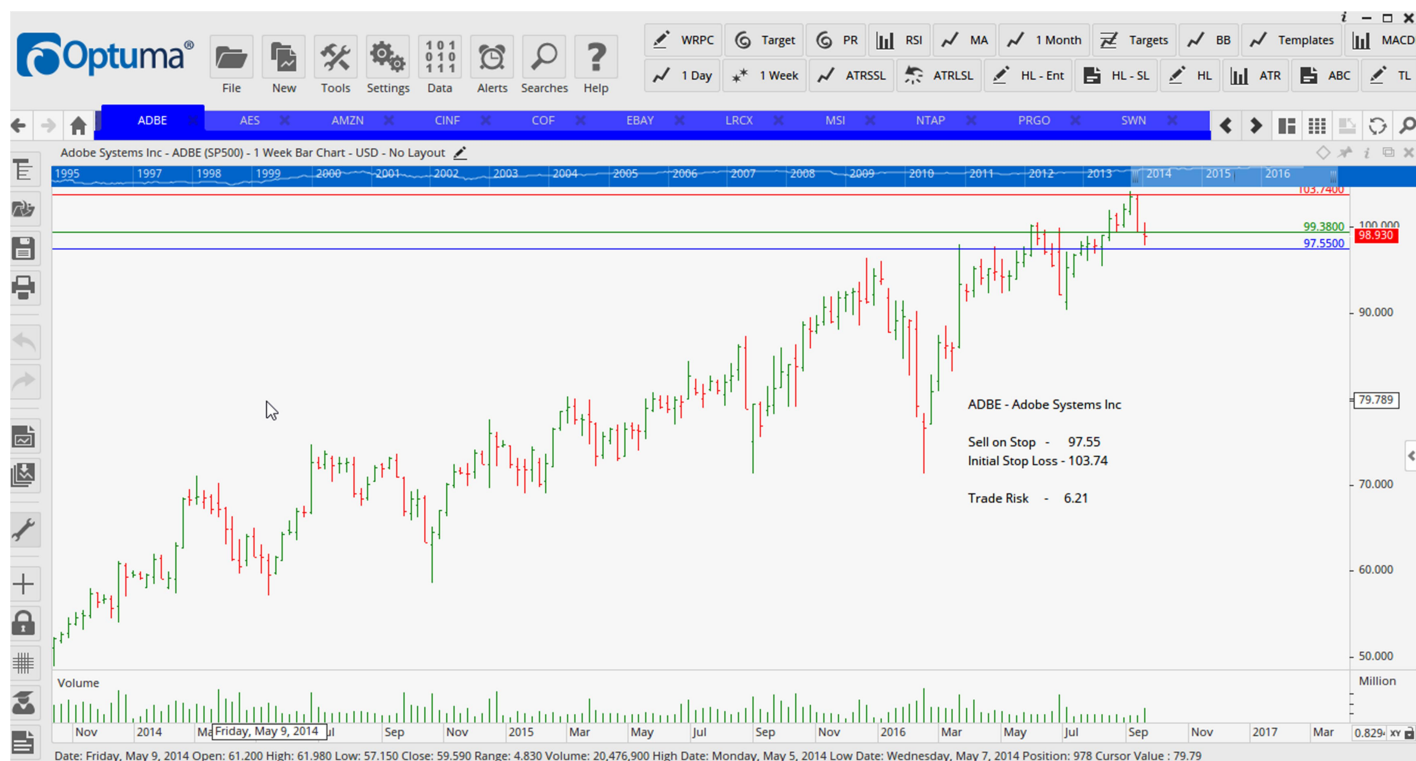 i
Optuma®
File New Tools Settings Data Alerts Searches Help
101
010
111
WRPC Target PR RSI MA 1 Month Targets BB Templates MACD
1 Day 1 Week ATRSSL ATRLSL HL - Ent HL - SL HL ATR ABC TL
ADBE AES AMZN CINF COF EBAY LRCX MSI NTAP PRGO SWN
Adobe Systems Inc - ADBE (SP500) - 1 Week Bar Chart - USD - No Layout
i
1995 1997 1998 1999 2000 2001 2002 2003 2004 2005 2006 2007 2008 2009 2010 2011 2012 2013 2014 2015 2016
103.7400
99.3800
100.000
98.930
97.5500
90.000
79.789
ADBE - Adobe Systems Inc
Sell on Stop - 97.55
Initial Stop Loss - 103.74
Trade Risk - 6.21
70.000
60.000
50.000
Volume
Million
Nov 2014 Friday, May 9, 2014 Sep Nov 2015 Mar May Jul Sep Nov 2016 Mar May Jul Sep Nov 2017 Mar XY
Date: Friday, May 9, 2014 Open: 61.200 High: 61.980 Low: 57.150 Close: 59.590 Range: 4.830 Volume: 20,476,900 High Date: Monday, May 5, 2014 Low Date: Wednesday, May 7, 2014 Position: 978 Cursor Value : 79.79